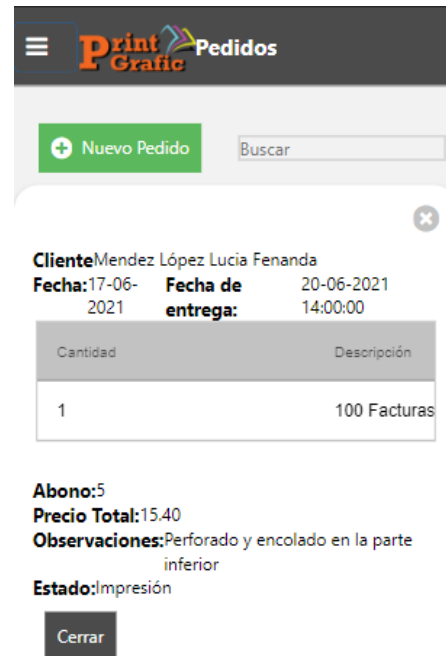 Print Grafic Pedidos
Nuevo Pedido Buscar
ClienteMendez López Lucia Fenanda
Fecha:17-06-2021 Fecha de entrega: 20-06-2021 14:00:00
Cantidad Descripción
1 100 Facturas
Abono:5
Precio Total:15.40
Observaciones:Perforado y encolado en la parte
inferior
Estado:Impresión
Cerrar